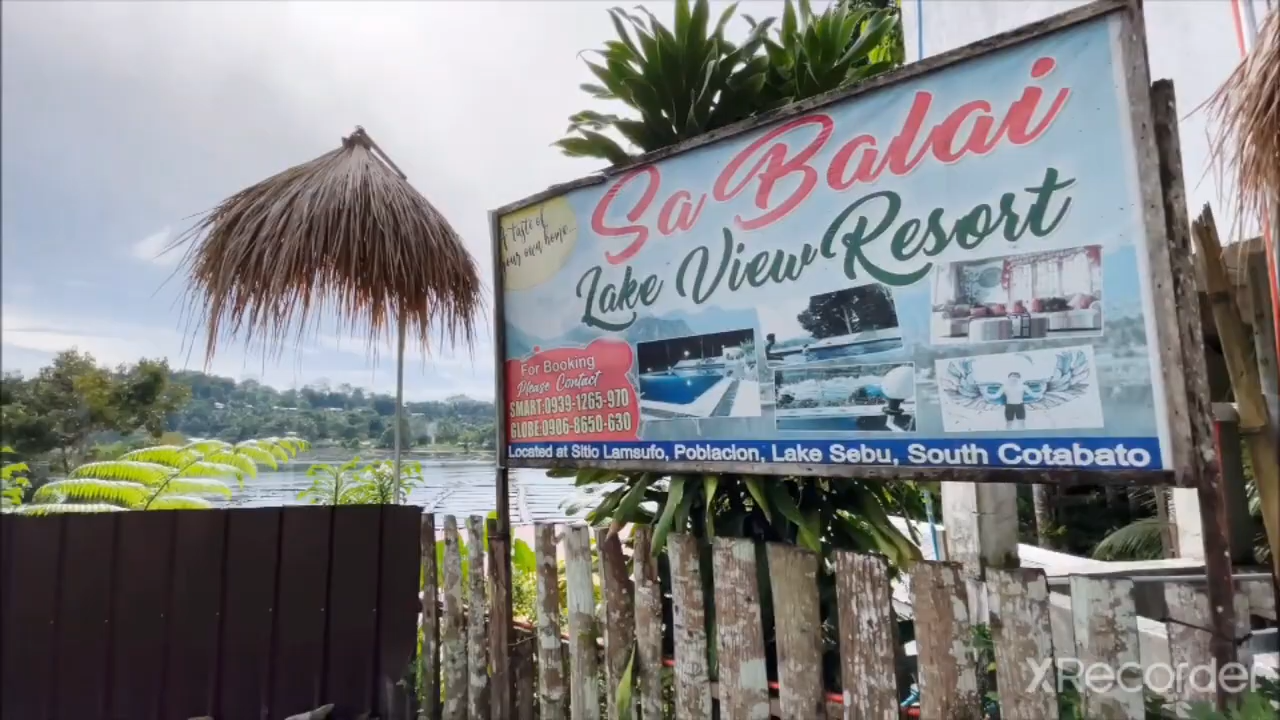 A taste of
your own home...
Sa Balai
Lake View Resort
For Booking
Please Contact
SMART:0939-1265-970
GLOBE:0906-8650-630
Located at Sitio Lamsufo, Poblacion, Lake Sebu, South Cotabato
XRecorder